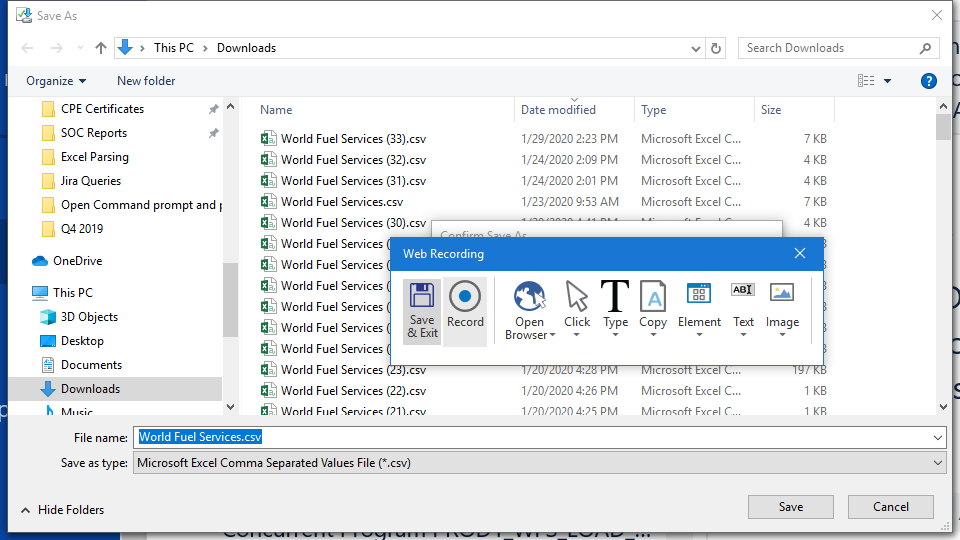 Save As
This PC > Downloads
Search Downloads
Organize
New folder
CPE Certificates
SOC Reports
Excel Parsing
Jira Queries
Open Command prompt and p
Q4 2019
OneDrive
This PC
3D Objects
Desktop
Documents
Downloads
Music
Name Date modified Type Size
World Fuel Services (33).csv 1/29/2020 2:23 PM Microsoft Excel C... 7 KB
World Fuel Services (32).csv 1/24/2020 2:09 PM Microsoft Excel C... 4 KB
World Fuel Services (31).csv 1/24/2020 2:01 PM Microsoft Excel C... 4 KB
World Fuel Services.csv 1/23/2020 9:53 AM Microsoft Excel C... 7 KB
World Fuel Services (30).csv 1/20/2020 4:41 PM Microsoft Excel C... 4 KB
World Fuel Services (
World Fuel Services (
World Fuel Services (
World Fuel Services (
World Fuel Services (
World Fuel Services (
World Fuel Services (23).csv 1/20/2020 4:28 PM Microsoft Excel C... 197 KB
World Fuel Services (22).csv 1/20/2020 4:26 PM Microsoft Excel C... 1 KB
World Fuel Services (21).csv 1/20/2020 4:25 PM Microsoft Excel C... 1 KB
Confirm Save As
Web Recording
Save
& Exit
Record
Open
Browser
Click
Type
Copy
Element
Text
Image
File name: World Fuel Services.csv
Save as type: Microsoft Excel Comma Separated Values File (*.csv)
Hide Folders
Save
Cancel